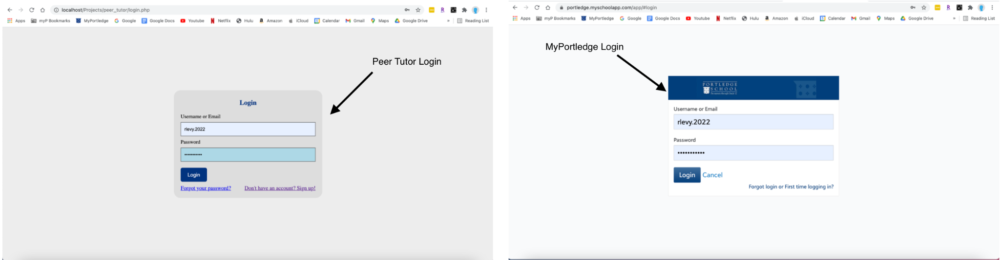 localhost/Projects/peer_tutor/login.php
R
Apps myP Bookmarks MyPortledge Google Google Docs Youtube Netflix Hulu Amazon iCloud Calendar Gmail Maps Google Drive » Reading List
Peer Tutor Login
Login
Username or Email
rlevy.2022
Password
•••••••••••
Login
Forgot your password? Don't have an account? Sign up!
portledge.myschoolapp.com/app/#login
R
Apps myP Bookmarks MyPortledge Google Google Docs Youtube Netflix Hulu Amazon iCloud Calendar Gmail Maps Google Drive » Reading List
MyPortledge Login
PORTLEDGE
SCHOOL
Username or Email
rlevy.2022
Password
•••••••••••
Login Cancel
Forgot login or First time logging in?